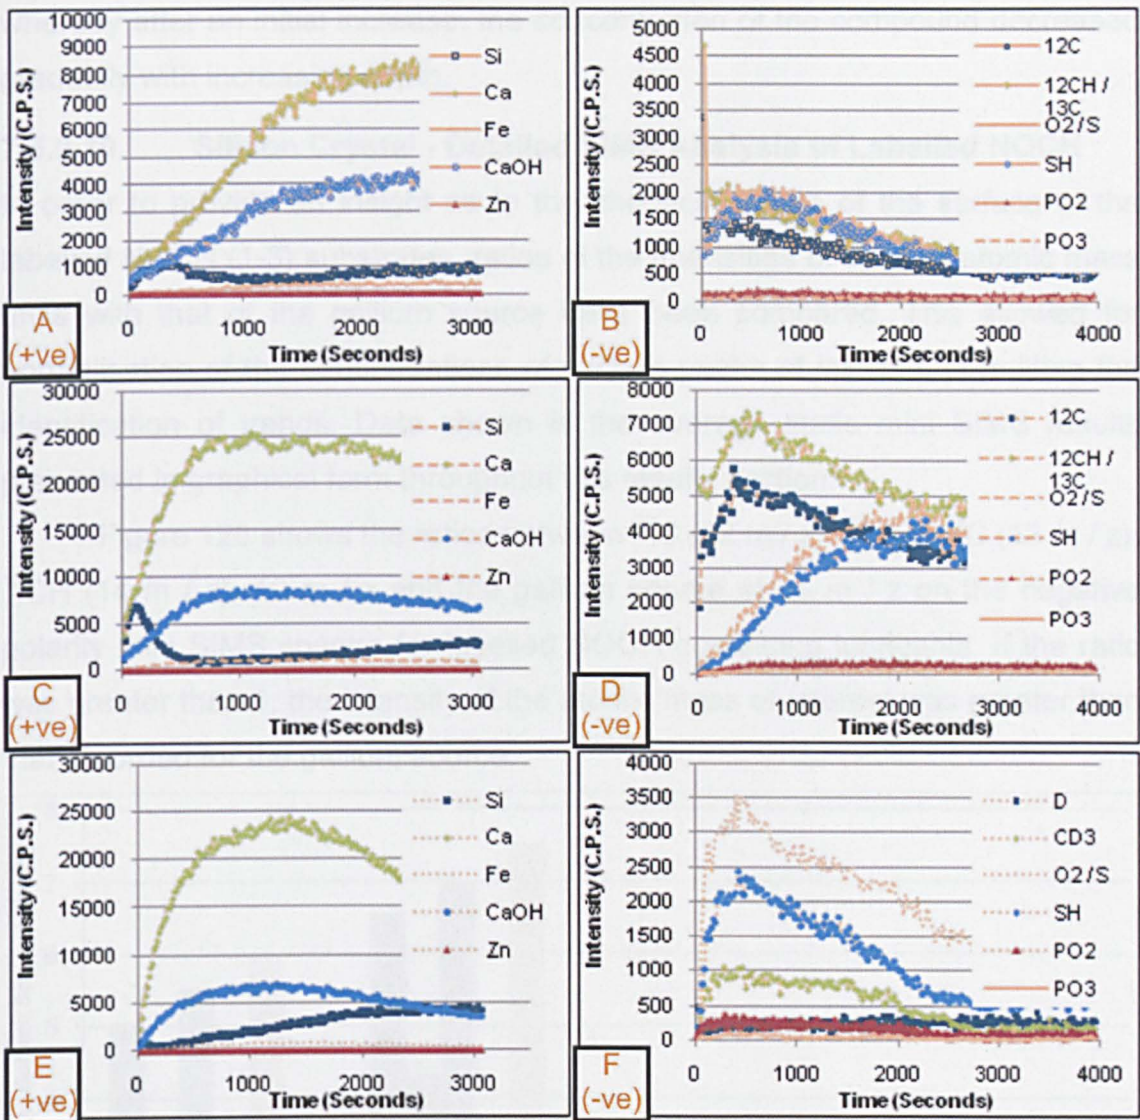 10000
9000
8000
7000
6000
5000
4000
3000
2000
1000
0
Intensity (C.P.S.)
0 1000 2000 3000
Time (Seconds)
Si
Ca
Fe
CaOH
Zn
A
(+ve)
5000
4500
4000
3500
3000
2500
2000
1500
1000
500
0
Intensity (C.P.S.)
0 1000 2000 3000 4000
Time (Seconds)
12C
12CH /
13C
O2/S
SH
PO2
PO3
B
(-ve)
30000
25000
20000
15000
10000
5000
0
Intensity (C.P.S.)
0 1000 2000 3000
Time (Seconds)
Si
Ca
Fe
CaOH
Zn
C
(+ve)
8000
7000
6000
5000
4000
3000
2000
1000
0
Intensity (C.P.S.)
0 1000 2000 3000 4000
Time (Seconds)
12C
12CH /
13C
O2/S
SH
PO2
PO3
D
(-ve)
30000
25000
20000
15000
10000
5000
0
Intensity (C.P.S.)
0 1000 2000 3000
Time (Seconds)
Si
Ca
Fe
CaOH
Zn
E
(+ve)
4000
3500
3000
2500
2000
1500
1000
500
0
Intensity (C.P.S.)
0 1000 2000 3000 4000
Time (Seconds)
D
CD3
O2/S
SH
PO2
PO3
F
(-ve)